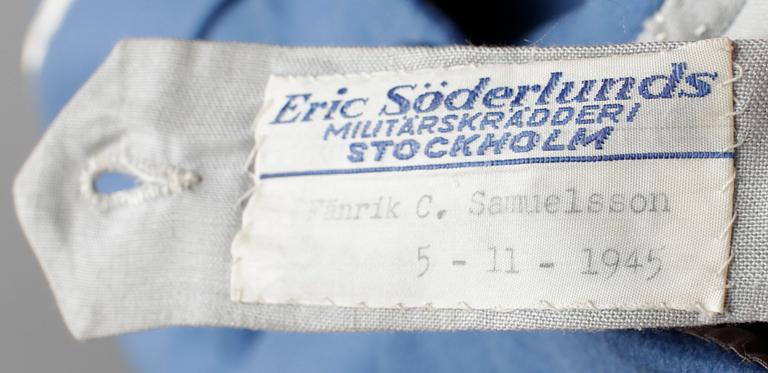 Eric Söderlunds
MILITÄRSKRÄDDERI
STOCKHOLM
Fänrik C. Samuelsson
5 - 11 - 1945